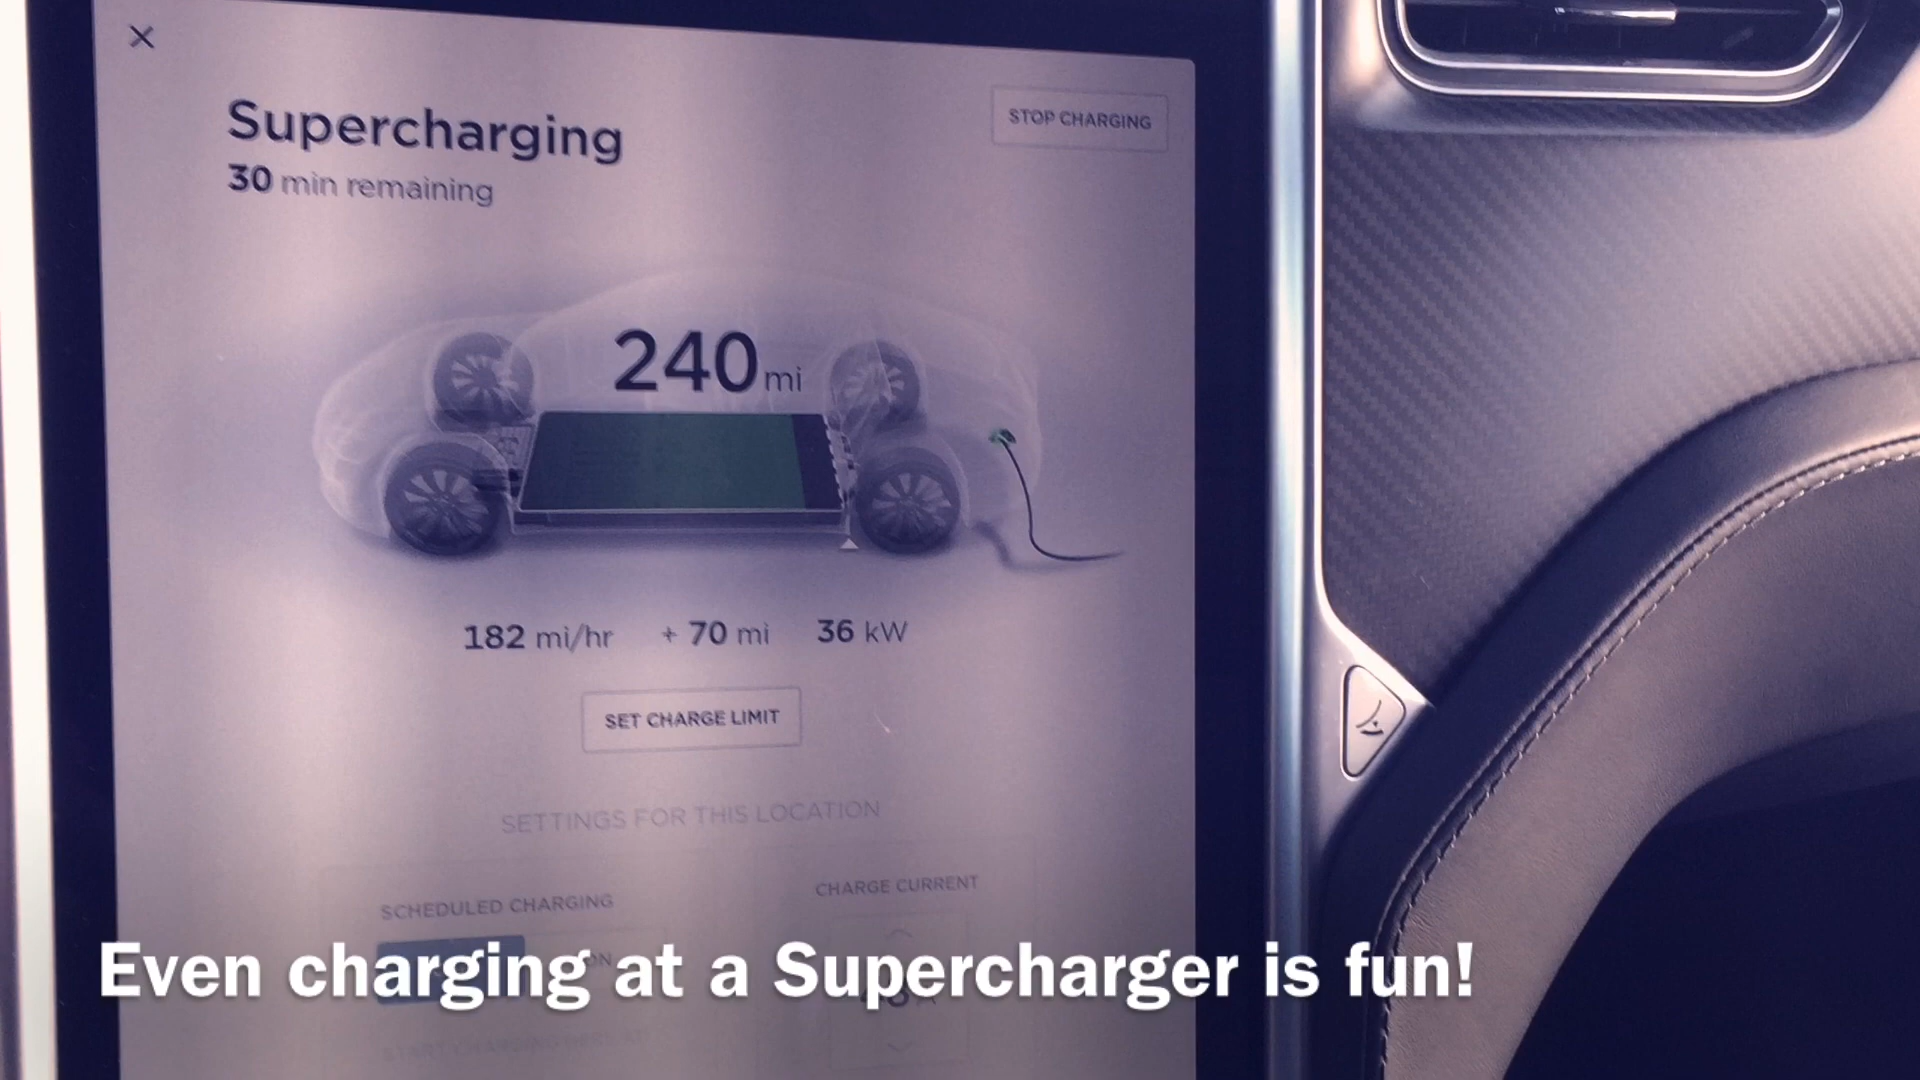 Supercharging
STOP CHARGING
30 min remaining
240 mi
182 mi/hr + 70 mi 36 kW
SET CHARGE LIMIT
SETTINGS FOR THIS LOCATION
SCHEDULED CHARGING
CHARGE CURRENT
Even charging at a Supercharger is fun!